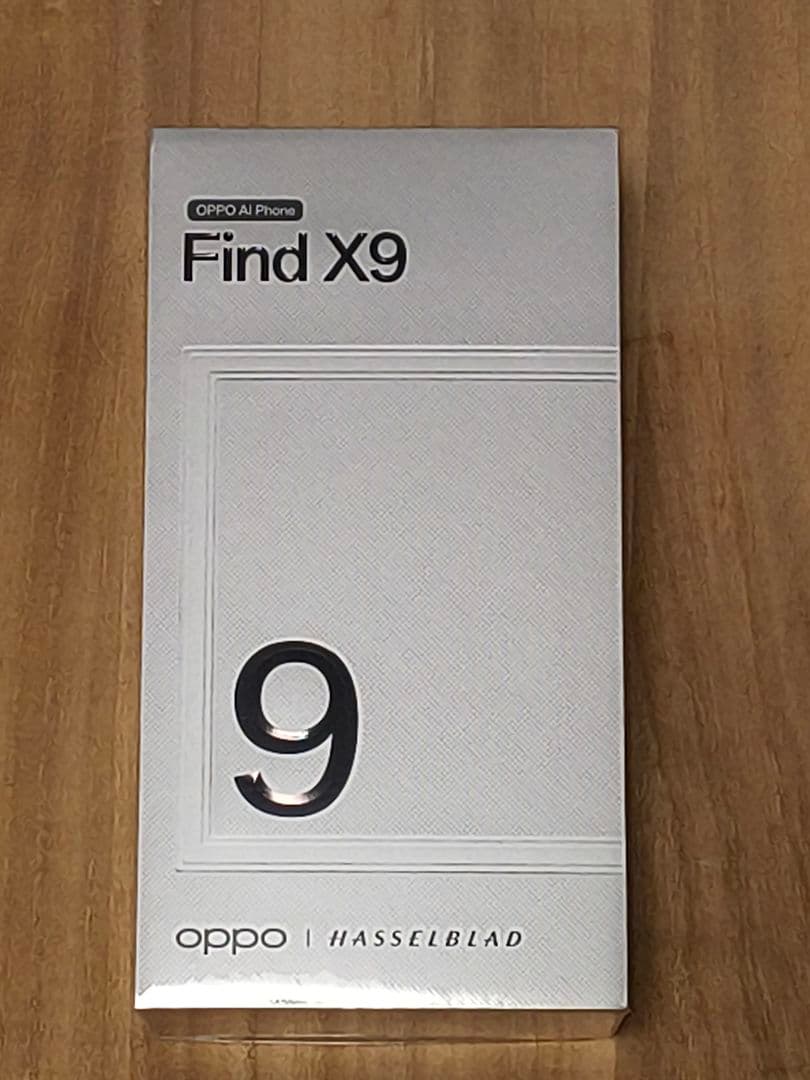 OPPO AI Phone
Find X9
9
oppo | HASSELBLAD